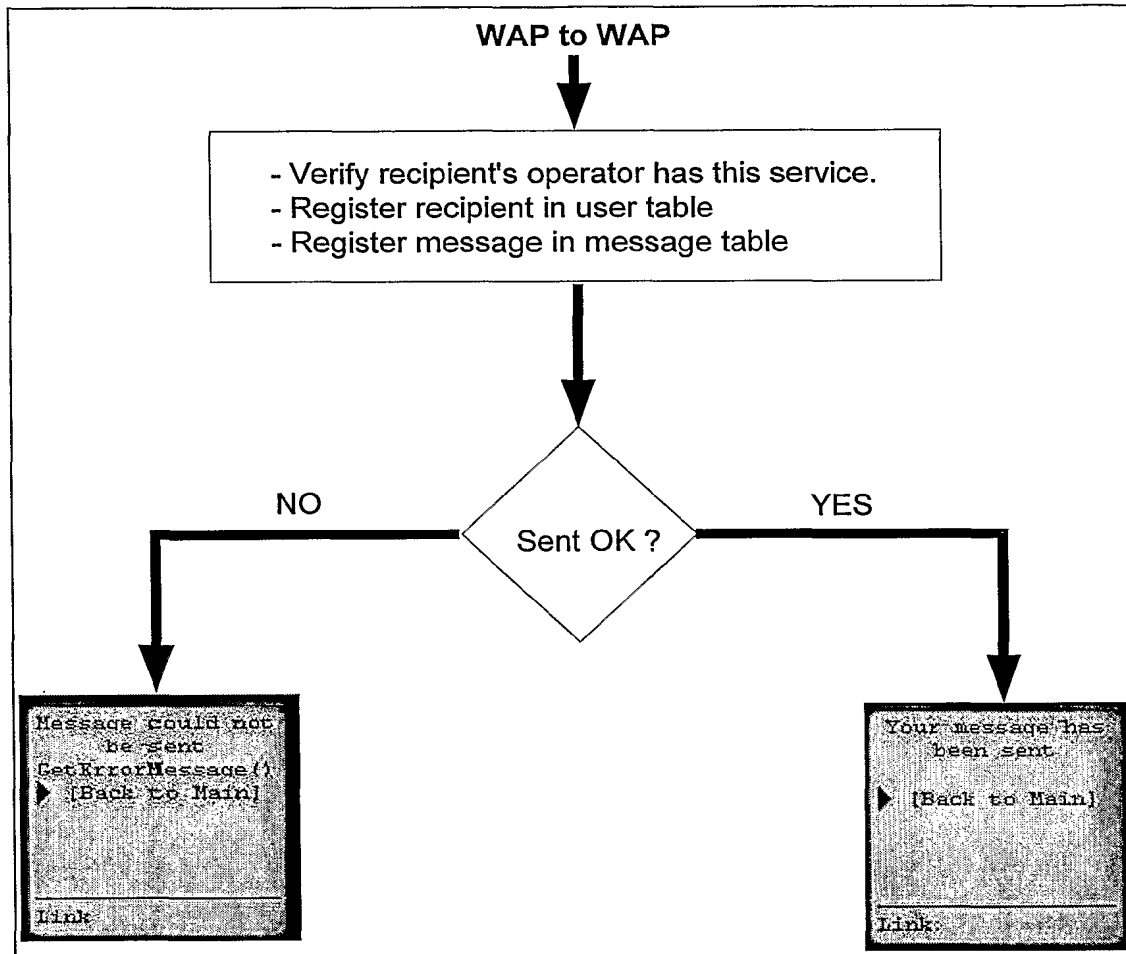 WAP to WAP
- Verify recipient's operator has this service.
- Register recipient in user table
- Register message in message table
NO
YES
Sent OK ?
Message could not
be sent
GetErrorMessage()
[Back to Main]
Link
Your message has
been sent
[Back to Main]
Link